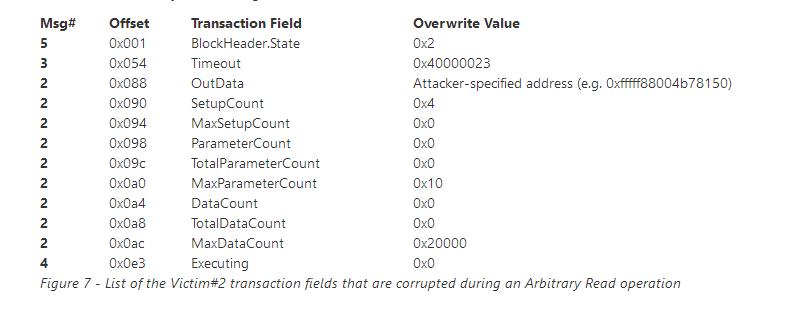 Msg# Offset Transaction Field Overwrite Value
5 0x001 BlockHeader.State 0x2
3 0x054 Timeout 0x40000023
2 0x088 OutData Attacker-specified address (e.g. 0xfffff88004b78150)
2 0x090 SetupCount 0x4
2 0x094 MaxSetupCount 0x0
2 0x098 ParameterCount 0x0
2 0x09c TotalParameterCount 0x0
2 0x0a0 MaxParameterCount 0x10
2 0x0a4 DataCount 0x0
2 0x0a8 TotalDataCount 0x0
2 0x0ac MaxDataCount 0x20000
4 0x0e3 Executing 0x0
Figure 7 - List of the Victim#2 transaction fields that are corrupted during an Arbitrary Read operation